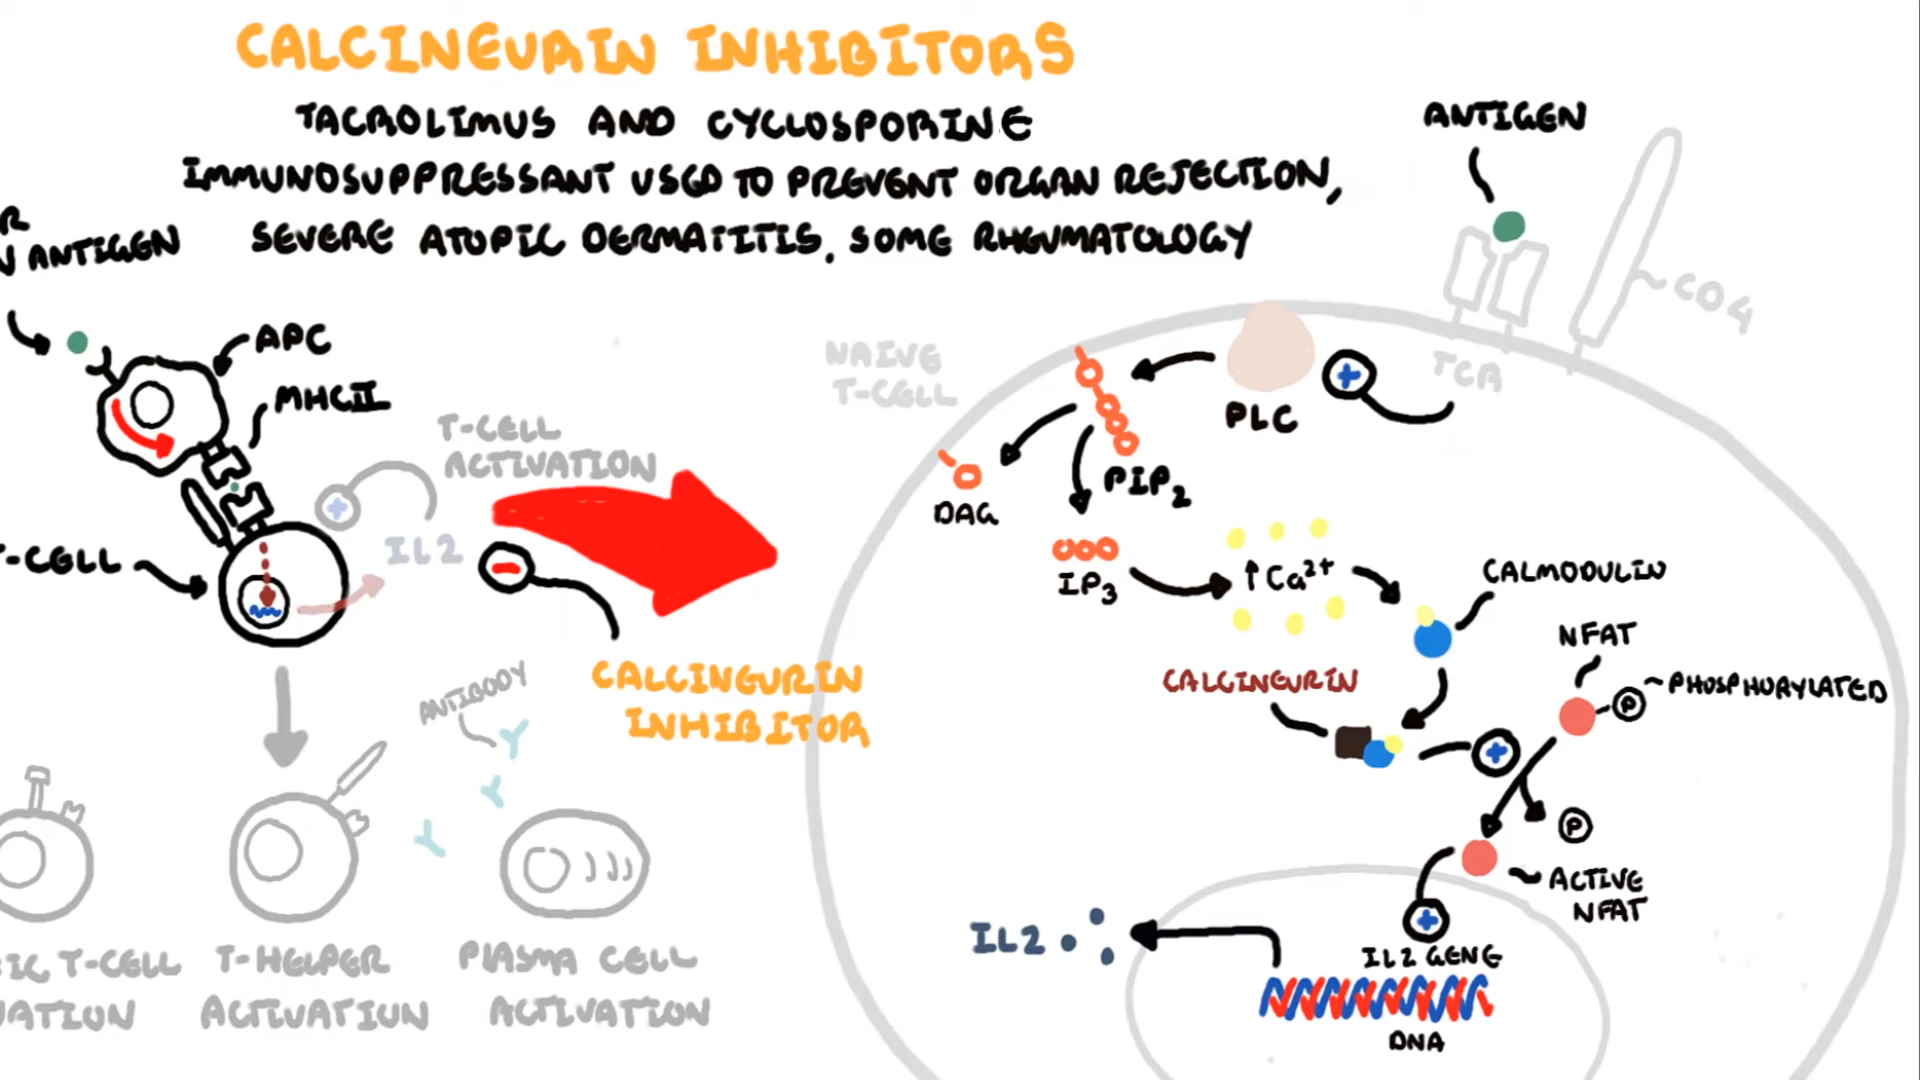 CALCINEURIN INHIBITORS
TACROLIMUS AND CYCLOSPORINE
IMMUNOSUPPRESSANT USED TO PREVENT ORGAN REJECTION,
SEVERE ATOPIC DERMATITIS, SOME RHEUMATOLOGY
ANTIGEN
ANTIGEN
CD4
TCR
NAIVE
T-CELL
APC
MHCII
T-CELL
ACTIVATION
IL2
T-CELL
CALCINEURIN
INHIBITOR
ANTIBODY
T-CELL
T-HELPER
ACTIVATION
PLASMA CELL
ACTIVATION
PLC
PIP2
DAG
IP3
↑Ca2+
CALMODULIN
NFAT
P
PHOSPHORYLATED
CALCINEURIN
P
ACTIVE
NFAT
IL2
IL2 GENE
DNA